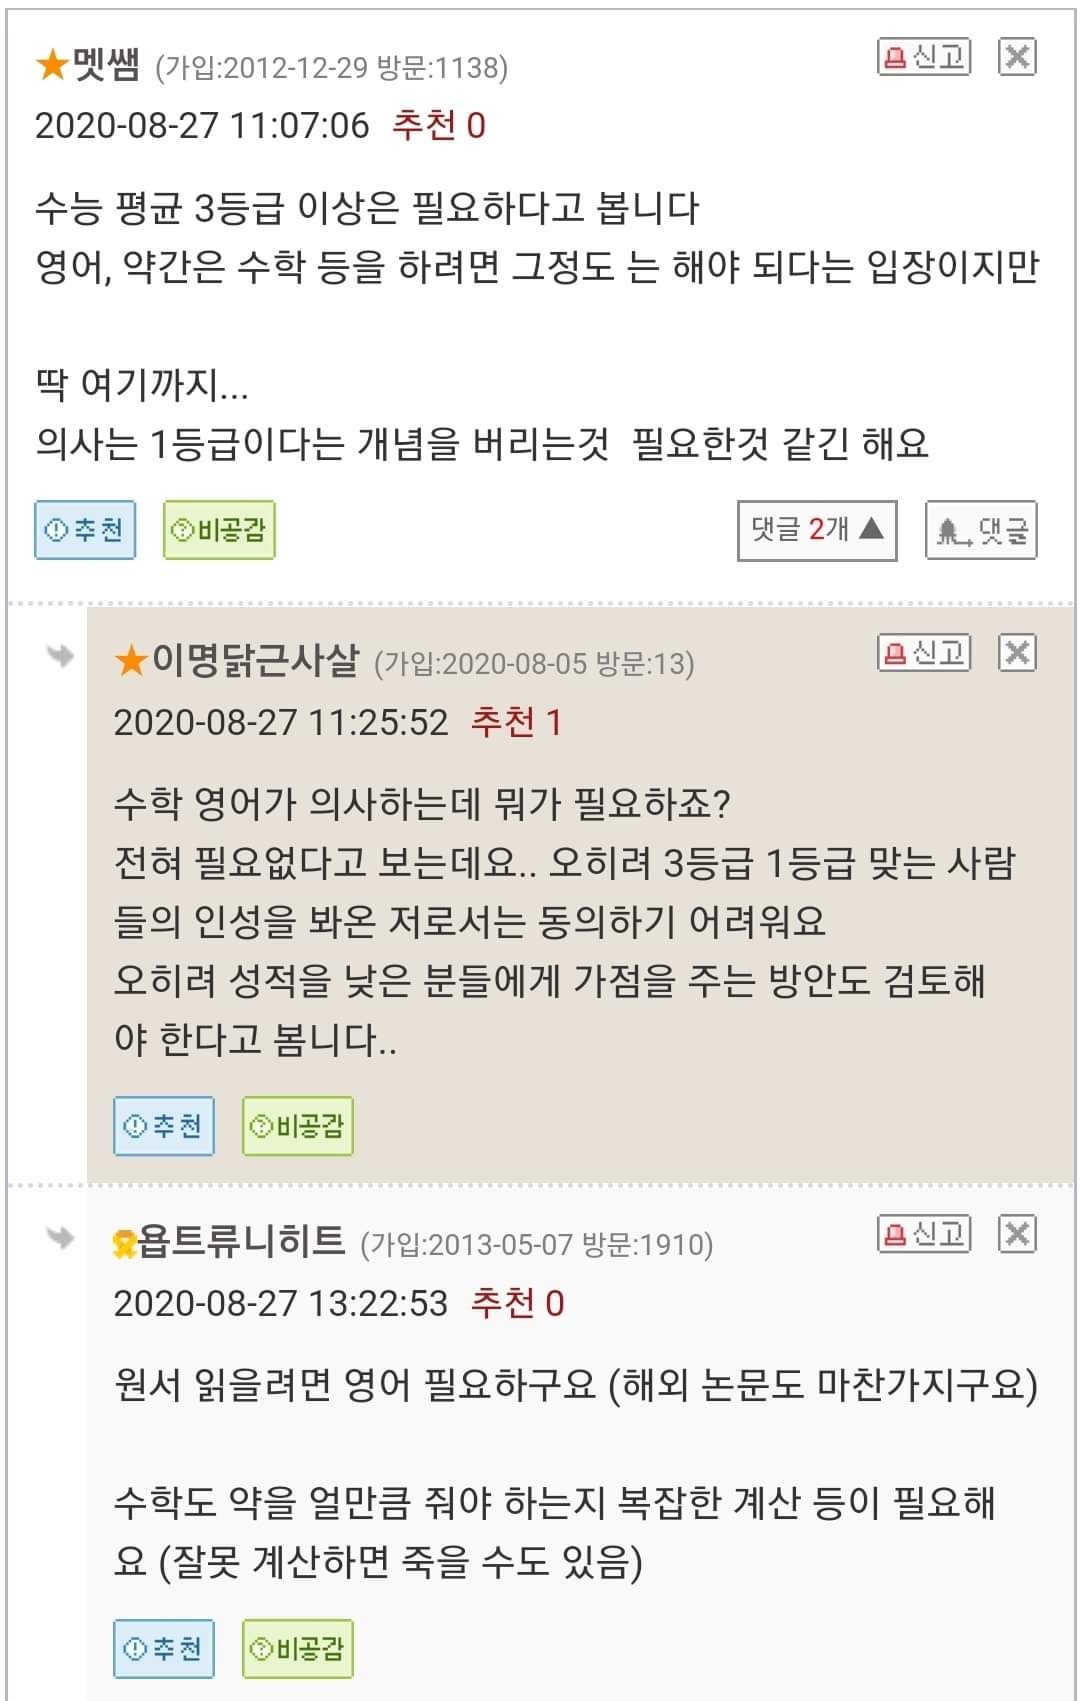 ★멧쌤 (가입:2012-12-29 방문:1138) 신고
2020-08-27 11:07:06 추천 0
수능 평균 3등급 이상은 필요하다고 봅니다
영어, 약간은 수학 등을 하려면 그정도 는 해야 되다는 입장이지만
딱 여기까지...
의사는 1등급이다는 개념을 버리는것 필요한것 같긴 해요
추천 비공감 댓글 2개 ▲ 댓글
★이명닭근사살 (가입:2020-08-05 방문:13) 신고
2020-08-27 11:25:52 추천 1
수학 영어가 의사하는데 뭐가 필요하죠?
전혀 필요없다고 보는데요.. 오히려 3등급 1등급 맞는 사람
들의 인성을 봐온 저로서는 동의하기 어려워요
오히려 성적을 낮은 분들에게 가점을 주는 방안도 검토해
야 한다고 봄니다..
추천 비공감
욥트류니히트 (가입:2013-05-07 방문:1910) 신고
2020-08-27 13:22:53 추천 0
원서 읽을려면 영어 필요하구요 (해외 논문도 마찬가지구요)
수학도 약을 얼만큼 줘야 하는지 복잡한 계산 등이 필요해
요 (잘못 계산하면 죽을 수도 있음)
추천 비공감